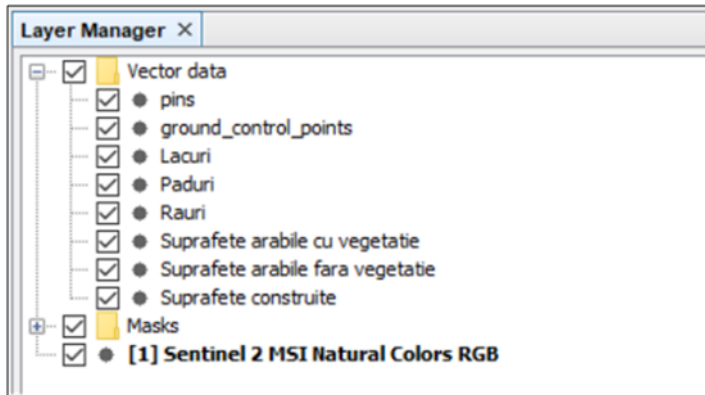 Layer Manager
Vector data
pins
ground_control_points
Lacuri
Paduri
Rauri
Suprafete arabile cu vegetatie
Suprafete arabile fara vegetatie
Suprafete construite
Masks
[1] Sentinel 2 MSI Natural Colors RGB